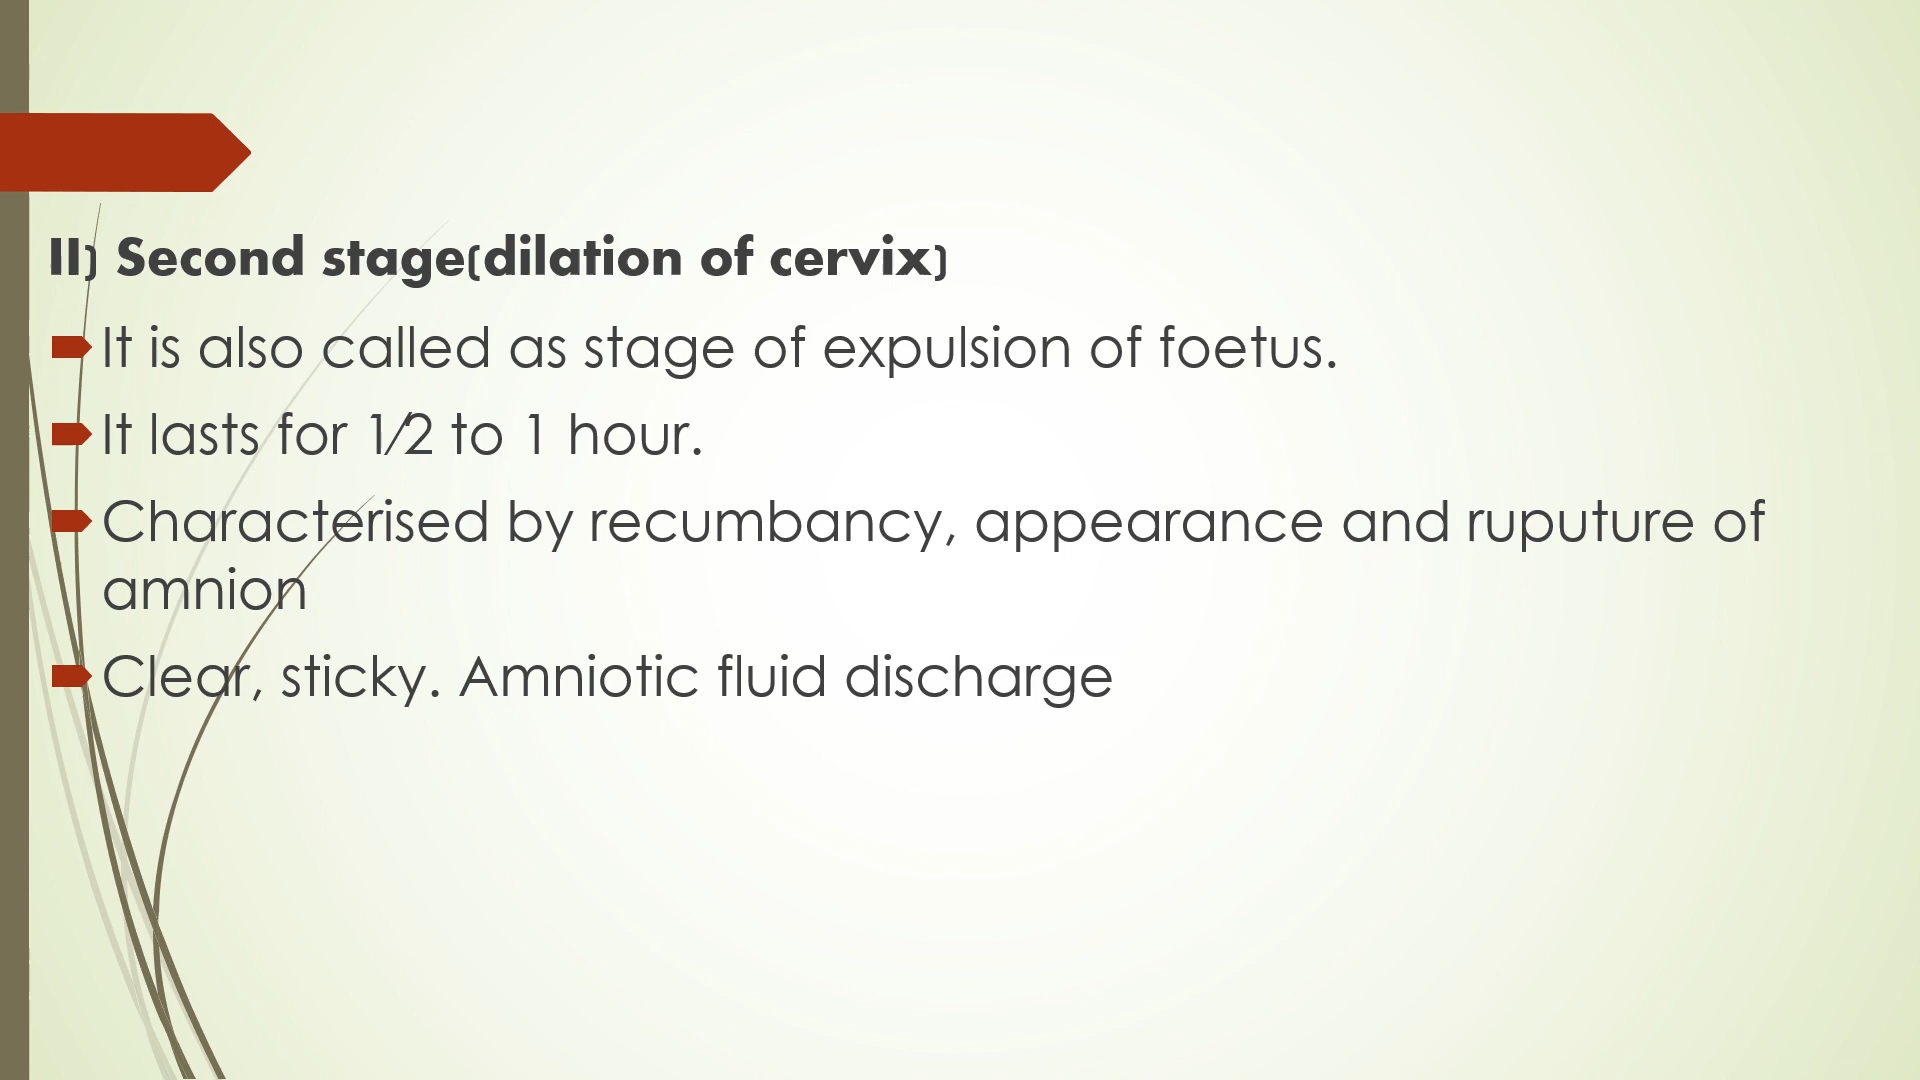 II) Second stage(dilation of cervix)
It is also called as stage of expulsion of foetus.
It lasts for 1⁄2 to 1 hour.
Characterised by recumbancy, appearance and ruputure of
amnion
Clear, sticky. Amniotic fluid discharge